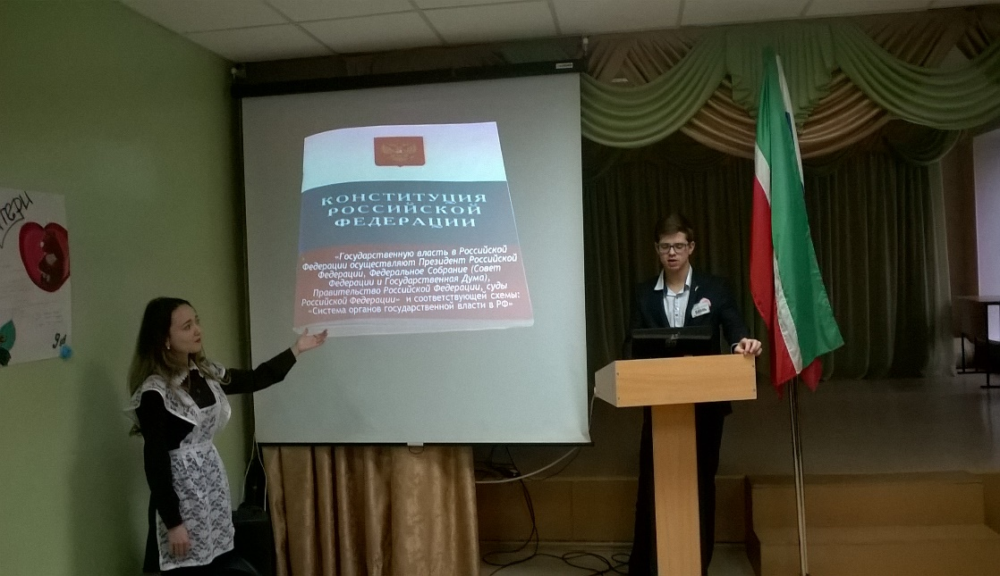 КОНСТИТУЦИЯ
РОССИЙСКОЙ
ФЕДЕРАЦИИ
«Государственную власть в Российской
Федерации осуществляют Президент Российской
Федерации, Федеральное Собрание (Совет
Федерации и Государственная Дума),
Правительство Российской Федерации, суды
Российской Федерации» и соответствующей схемы:
«Система органов государственной власти в РФ»